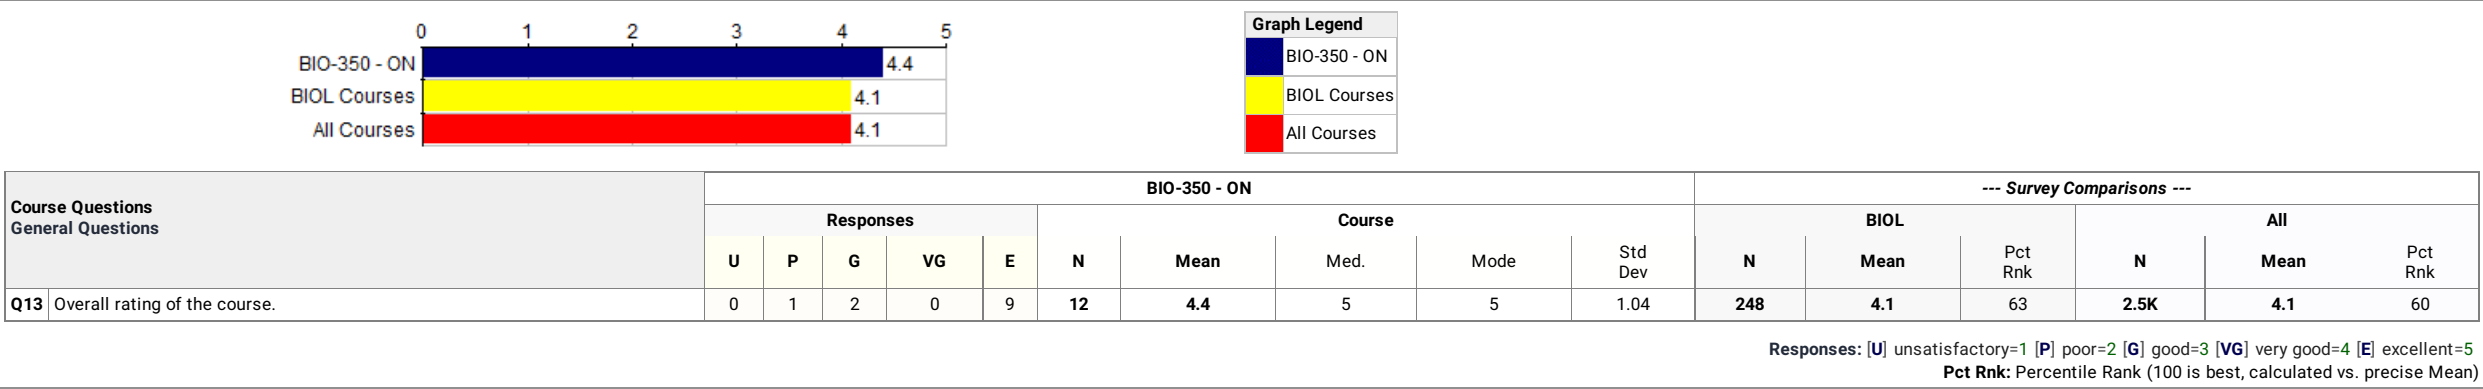 0 1 2 3 4 5
BIO-350 - ON 4.4
BIOL Courses 4.1
All Courses 4.1
Graph Legend
BIO-350 - ON
BIOL Courses
All Courses
Course Questions
General Questions
BIO-350 - ON
--- Survey Comparisons ---
Responses Course BIOL All
U P G VG E N Mean Med. Mode Std Dev N Mean Pct Rnk N Mean Pct Rnk
Q13 Overall rating of the course. 0 1 2 0 9 12 4.4 5 5 1.04 248 4.1 63 2.5K 4.1 60
Responses: [U] unsatisfactory=1 [P] poor=2 [G] good=3 [VG] very good=4 [E] excellent=5
Pct Rnk: Percentile Rank (100 is best, calculated vs. precise Mean)